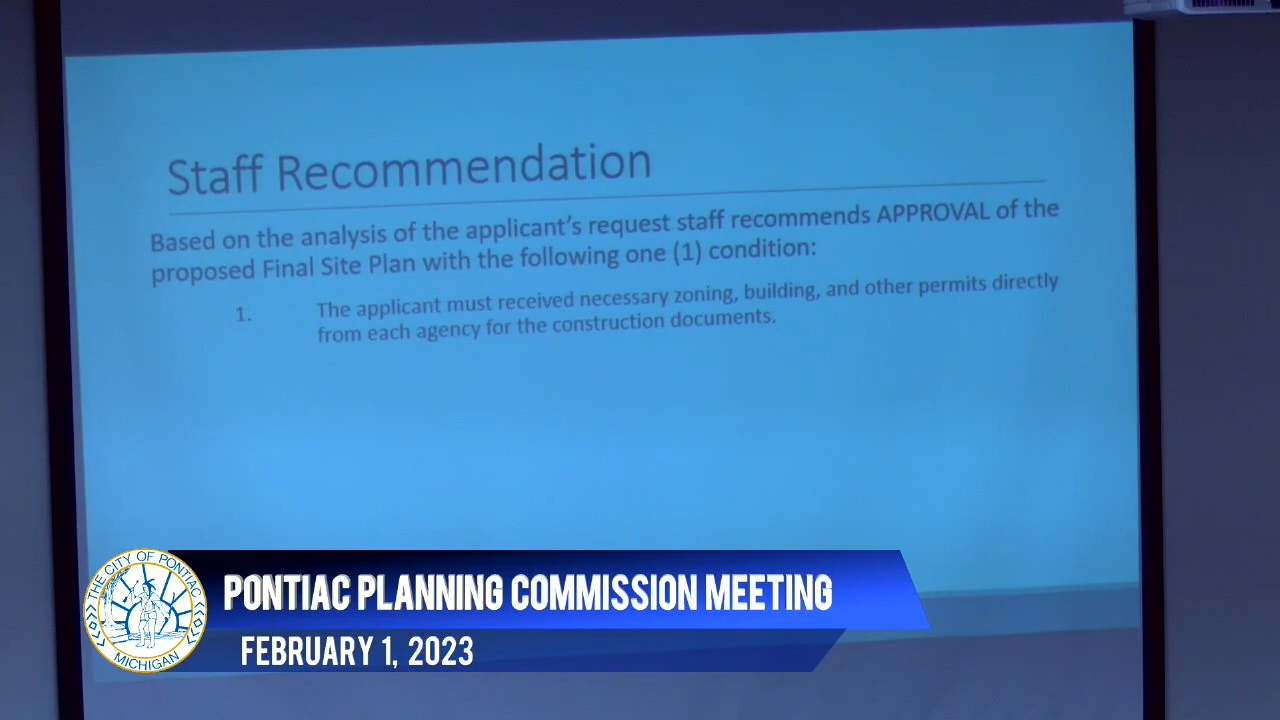 Staff Recommendation
Based on the analysis of the applicant's request staff recommends APPROVAL of the
proposed Final Site Plan with the following one (1) condition:
1. The applicant must received necessary zoning, building, and other permits directly
from each agency for the construction documents.
THE CITY OF PONTIAC
MICHIGAN
PONTIAC PLANNING COMMISSION MEETING
FEBRUARY 1, 2023